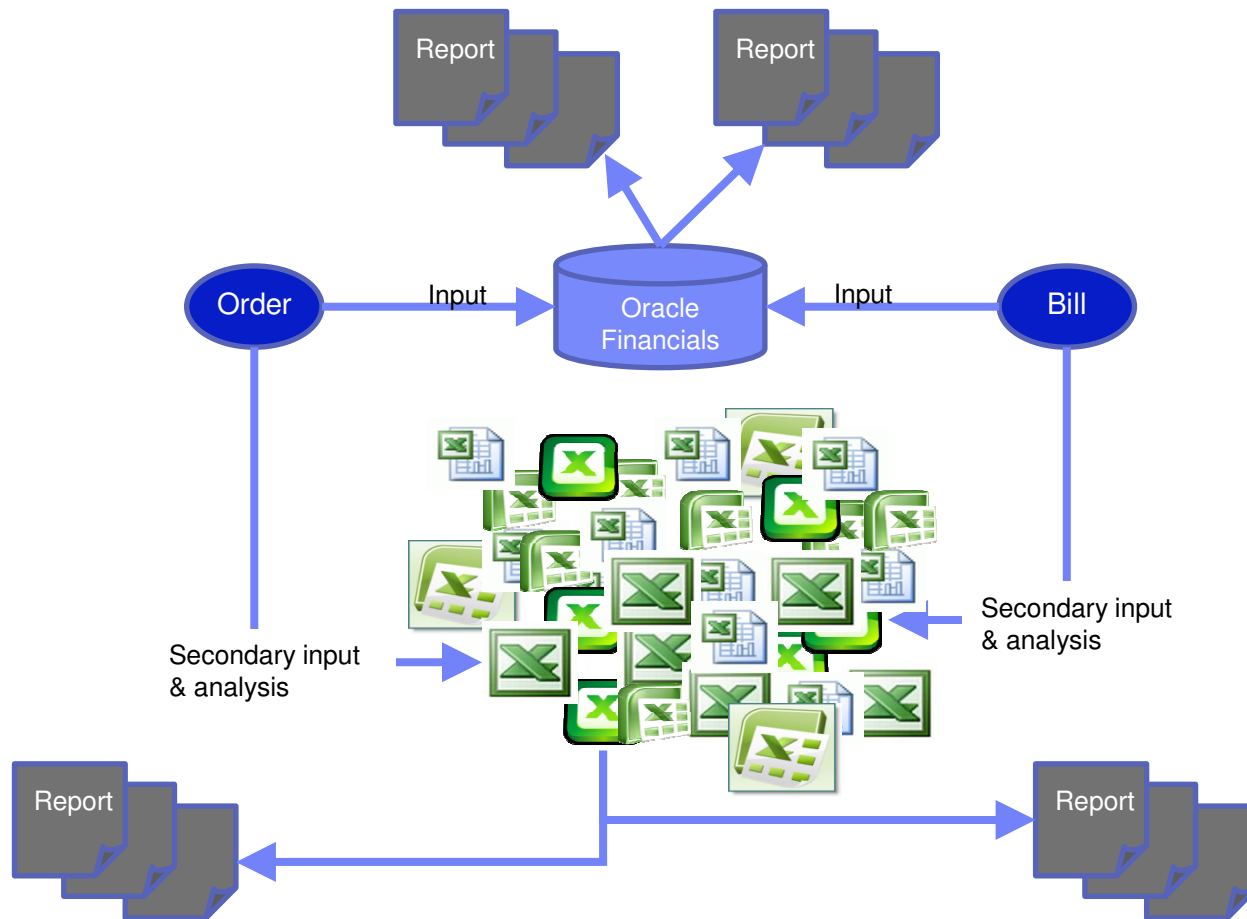 Report
Report
Order
Input
Oracle
Financials
Input
Bill
Secondary input
& analysis
Secondary input
& analysis
Report
Report